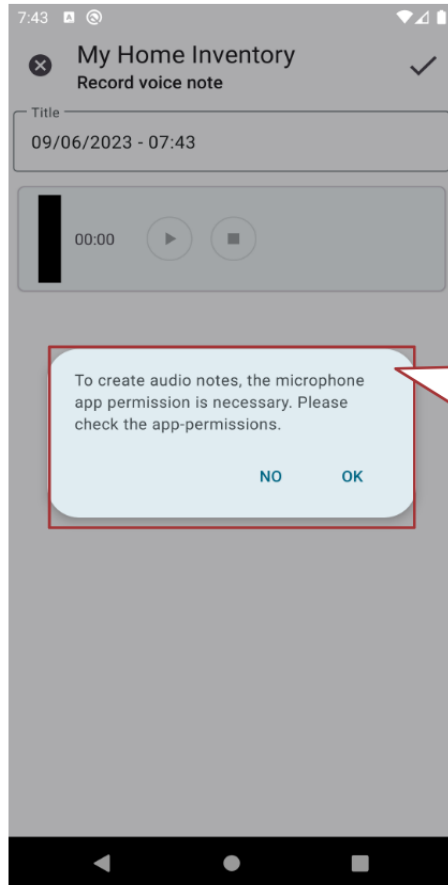 7:43
My Home Inventory
Record voice note
Title
09/06/2023 - 07:43
00:00
To create audio notes, the microphone
app permission is necessary. Please
check the app-permissions.
NO OK